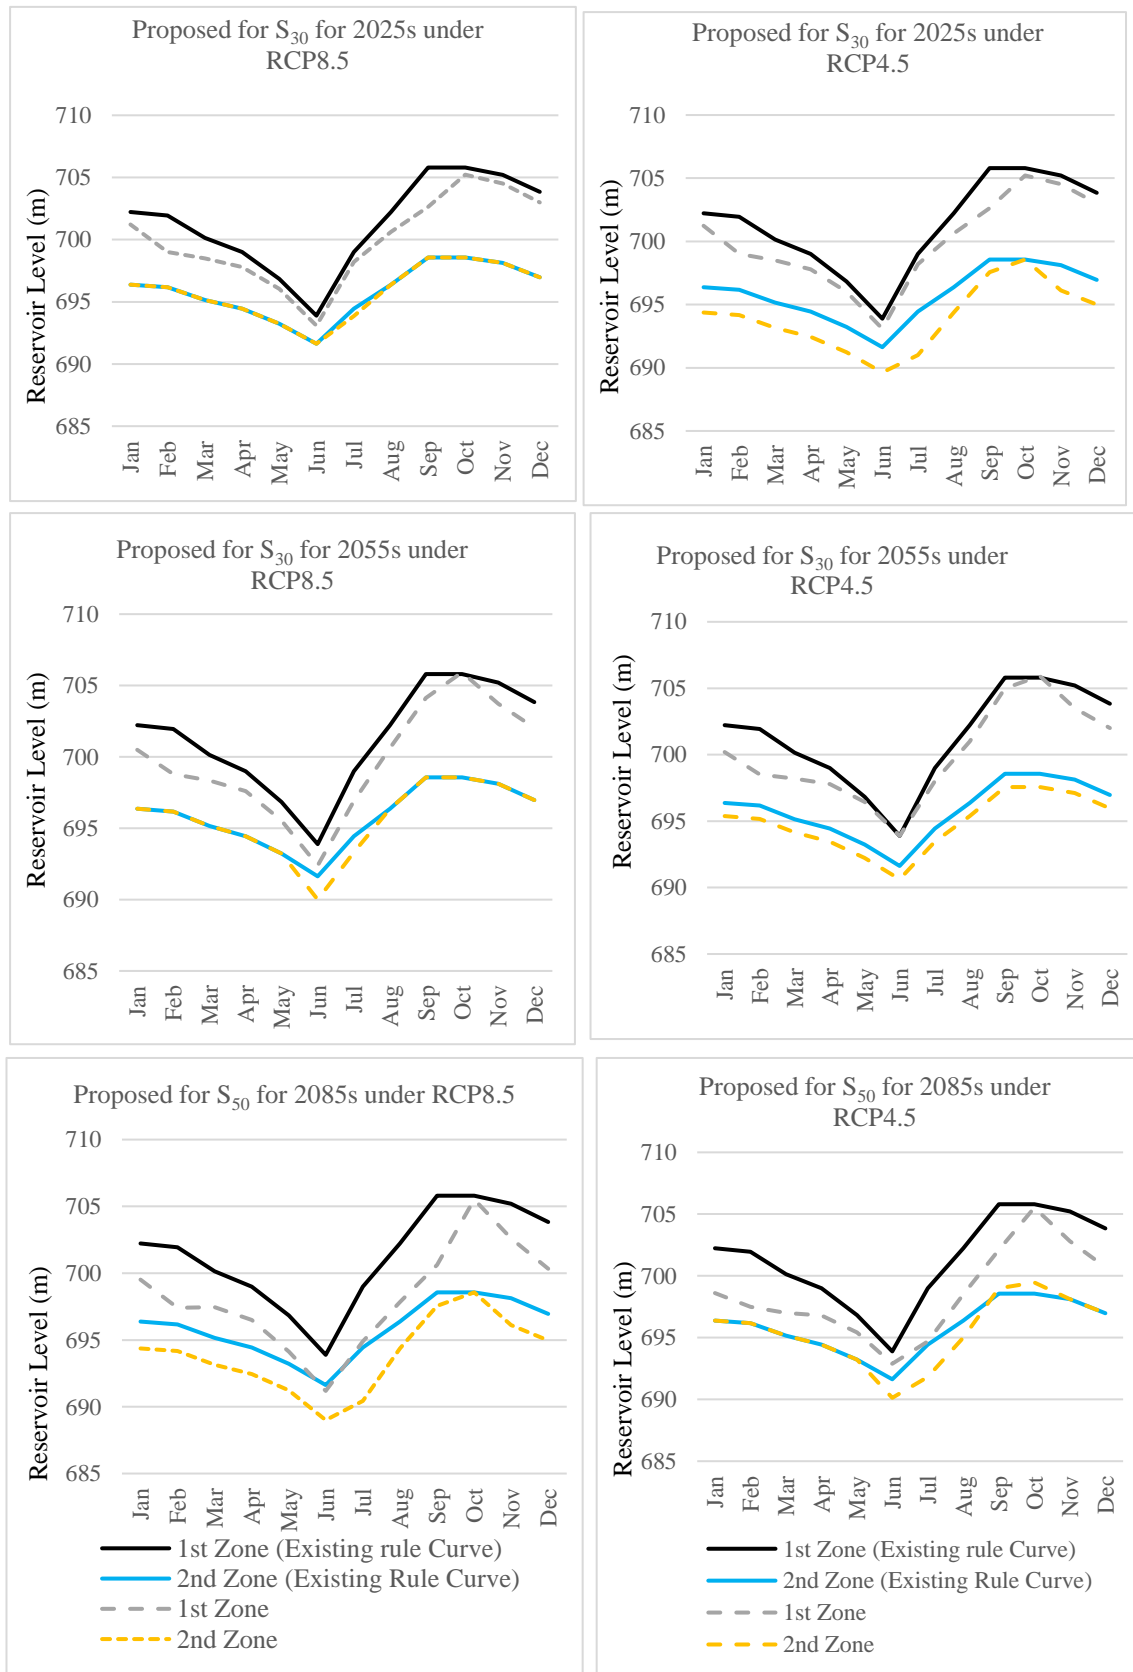 Proposed for S30 for 2025s under
RCP8.5
710
705
700
695
690
685
Reservoir Level (m)
Jan
Feb
Mar
Apr
May
Jun
Jul
Aug
Sep
Oct
Nov
Dec
Proposed for S30 for 2025s under
RCP4.5
710
705
700
695
690
685
Reservoir Level (m)
Jan
Feb
Mar
Apr
May
Jun
Jul
Aug
Sep
Oct
Nov
Dec
Proposed for S30 for 2055s under
RCP8.5
710
705
700
695
690
685
Reservoir Level (m)
Jan
Feb
Mar
Apr
May
Jun
Jul
Aug
Sep
Oct
Nov
Dec
Proposed for S30 for 2055s under
RCP4.5
710
705
700
695
690
685
Reservoir Level (m)
Jan
Feb
Mar
Apr
May
Jun
Jul
Aug
Sep
Oct
Nov
Dec
Proposed for S50 for 2085s under RCP8.5
710
705
700
695
690
685
Reservoir Level (m)
Jan
Feb
Mar
Apr
May
Jun
Jul
Aug
Sep
Oct
Nov
Dec
1st Zone (Existing rule Curve)
2nd Zone (Existing Rule Curve)
1st Zone
2nd Zone
Proposed for S50 for 2085s under
RCP4.5
710
705
700
695
690
685
Reservoir Level (m)
Jan
Feb
Mar
Apr
May
Jun
Jul
Aug
Sep
Oct
Nov
Dec
1st Zone (Existing rule Curve)
2nd Zone (Existing Rule Curve)
1st Zone
2nd Zone